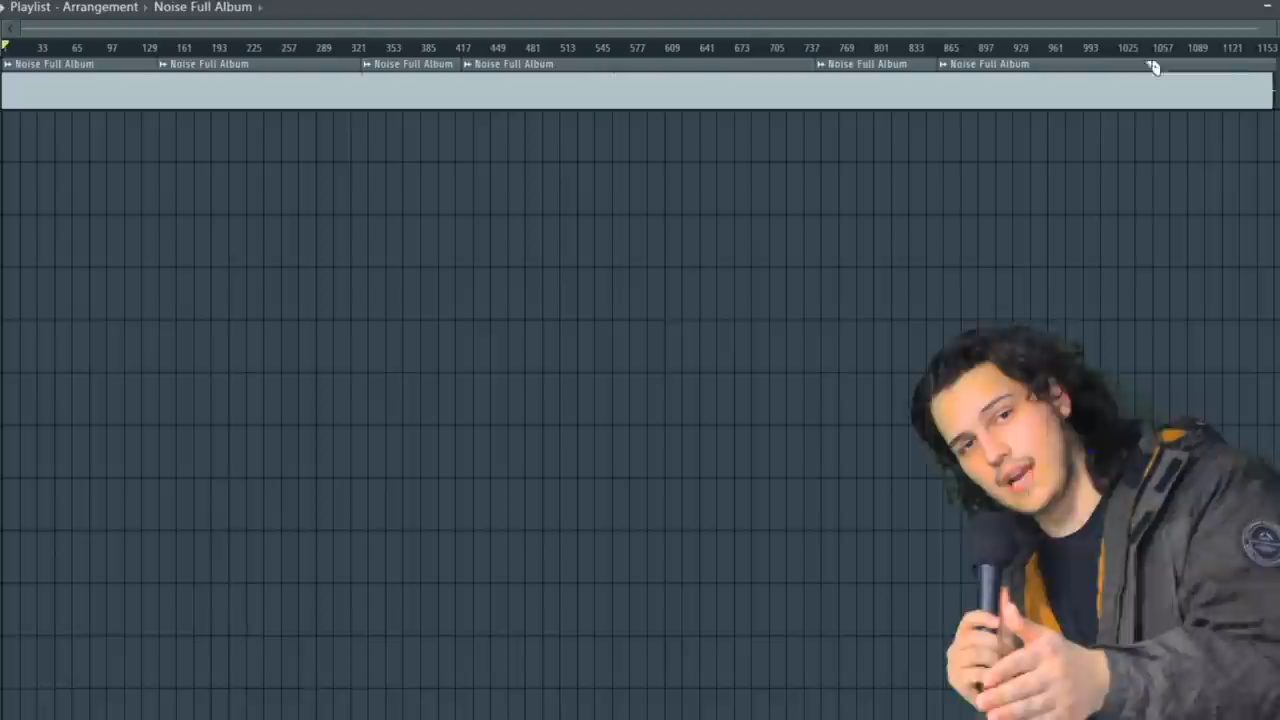 Playlist - Arrangement › Noise Full Album ›
33 65 97 129 161 193 225 257 289 321 353 385 417 449 481 513 545 577 609 641 673 705 737 769 801 833 865 897 929 961 993 1025 1057 1089 1121 1153
Noise Full Album Noise Full Album Noise Full Album Noise Full Album Noise Full Album Noise Full Album